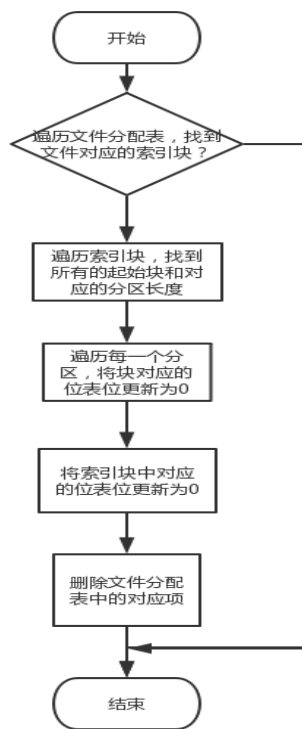 开始
遍历文件分配表，找到
文件对应的索引块？
遍历索引块，找到
所有的起始块和对
应的分区长度
遍历每一个分
区，将块对应的
位表位更新为0
将索引块中对应
的位表位更新为0
删除文件分配
表中的对应项
结束